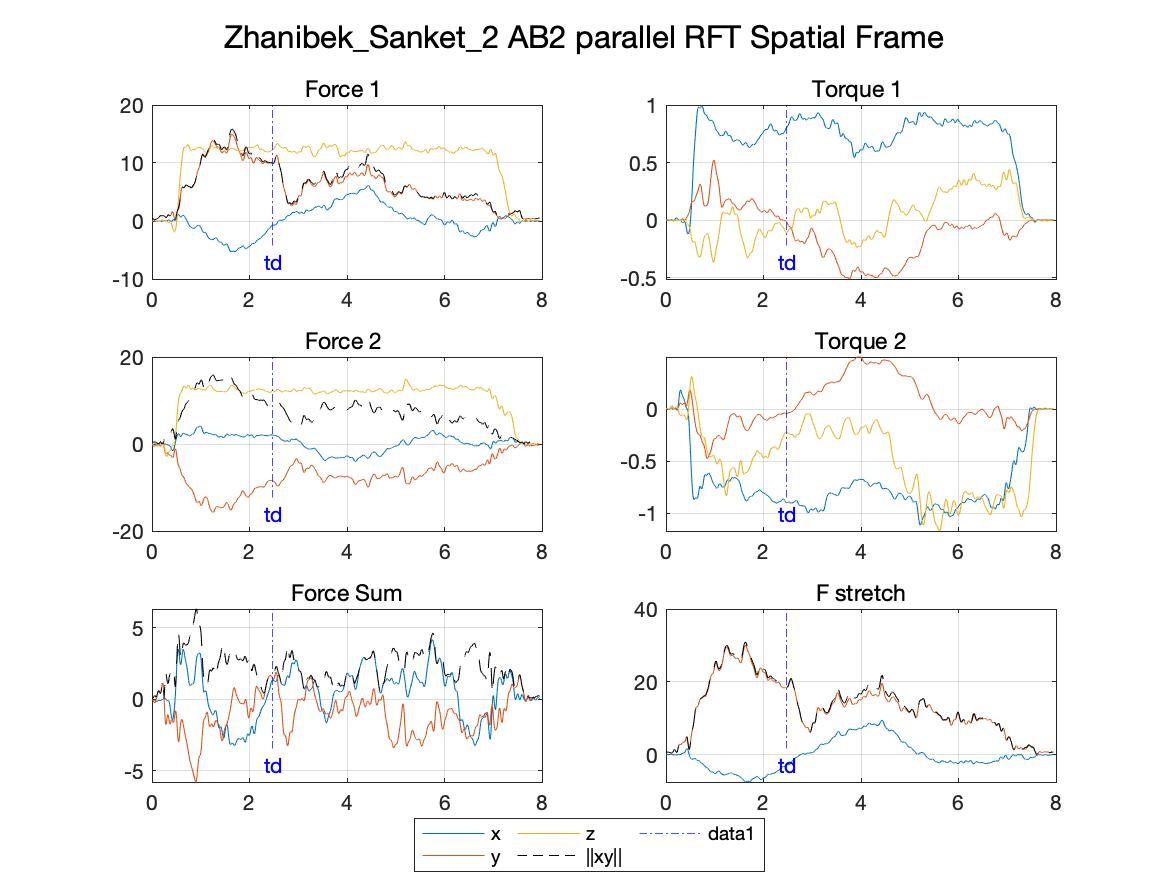 Zhanibek_Sanket_2 AB2 parallel RFT Spatial Frame
Force 1
20
10
0
-10
td
0 2 4 6 8
Torque 1
1
0.5
0
-0.5
td
0 2 4 6 8
Force 2
20
0
-20
td
0 2 4 6 8
Torque 2
0
-0.5
-1
td
0 2 4 6 8
Force Sum
5
0
-5
td
0 2 4 6 8
F stretch
40
20
0
td
0 2 4 6 8
x z data1
y ||xy||